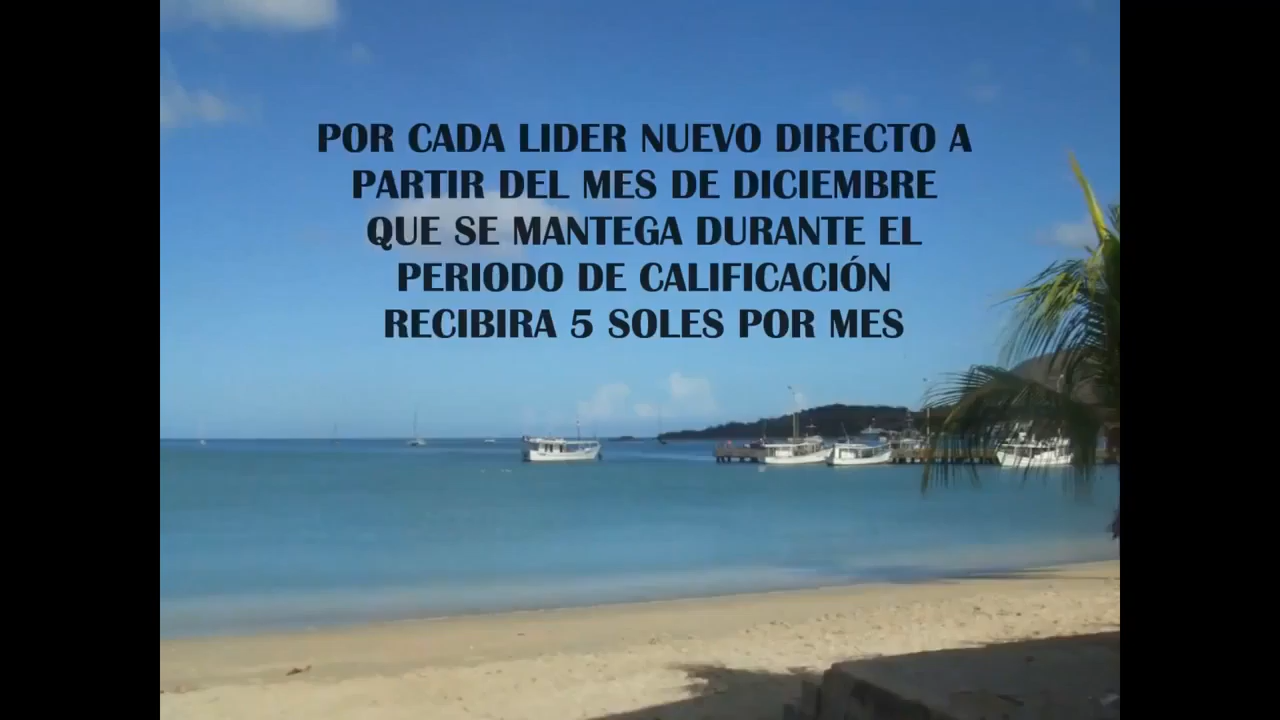 POR CADA LIDER NUEVO DIRECTO A
PARTIR DEL MES DE DICIEMBRE
QUE SE MANTEGA DURANTE EL
PERIODO DE CALIFICACIÓN
RECIBIRA 5 SOLES POR MES